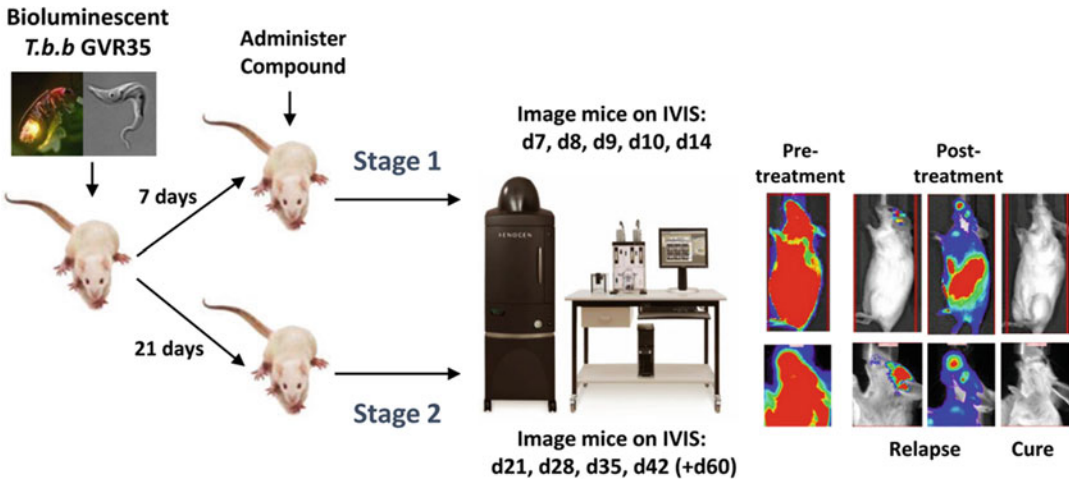 Bioluminescent
T.b.b GVR35
Administer
Compound
7 days
21 days
Stage 1
Stage 2
Image mice on IVIS:
d7, d8, d9, d10, d14
XENOGEN
Image mice on IVIS:
d21, d28, d35, d42 (+d60)
Pre-
treatment
Post-
treatment
Relapse
Cure